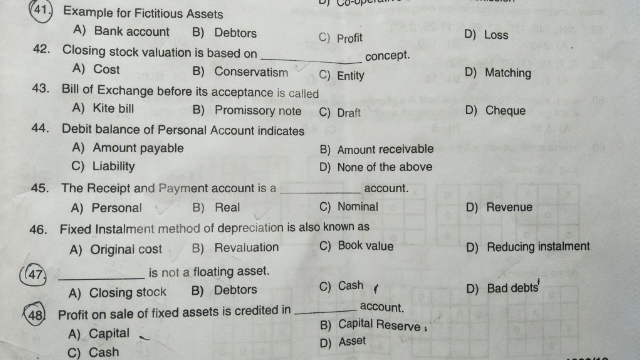 D) Co-opera
41. Example for Fictitious Assets
A) Bank account B) Debtors C) Profit D) Loss
42. Closing stock valuation is based on ____________ concept.
A) Cost B) Conservatism C) Entity D) Matching
43. Bill of Exchange before its acceptance is called
A) Kite bill B) Promissory note C) Draft D) Cheque
44. Debit balance of Personal Account indicates
A) Amount payable B) Amount receivable
C) Liability D) None of the above
45. The Receipt and Payment account is a __________ account.
A) Personal B) Real C) Nominal D) Revenue
46. Fixed Instalment method of depreciation is also known as
A) Original cost B) Revaluation C) Book value D) Reducing instalment
47. __________ is not a floating asset.
A) Closing stock B) Debtors C) Cash D) Bad debts
48. Profit on sale of fixed assets is credited in ________ account.
A) Capital B) Capital Reserve
C) Cash D) Asset